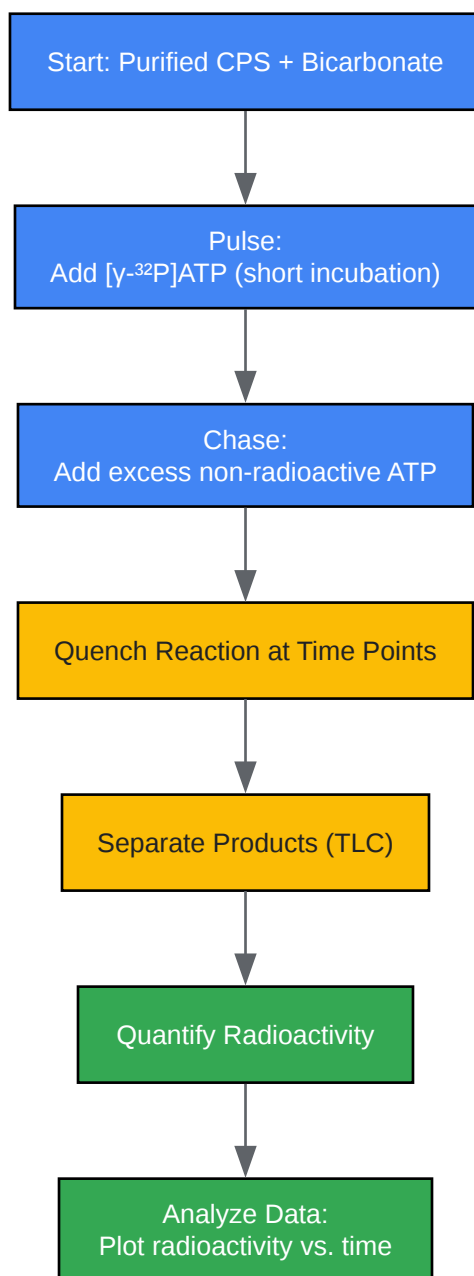 Start: Purified CPS + Bicarbonate
Pulse:
Add [γ-³²P]ATP (short incubation)
Chase:
Add excess non-radioactive ATP
Quench Reaction at Time Points
Separate Products (TLC)
Quantify Radioactivity
Analyze Data:
Plot radioactivity vs. time